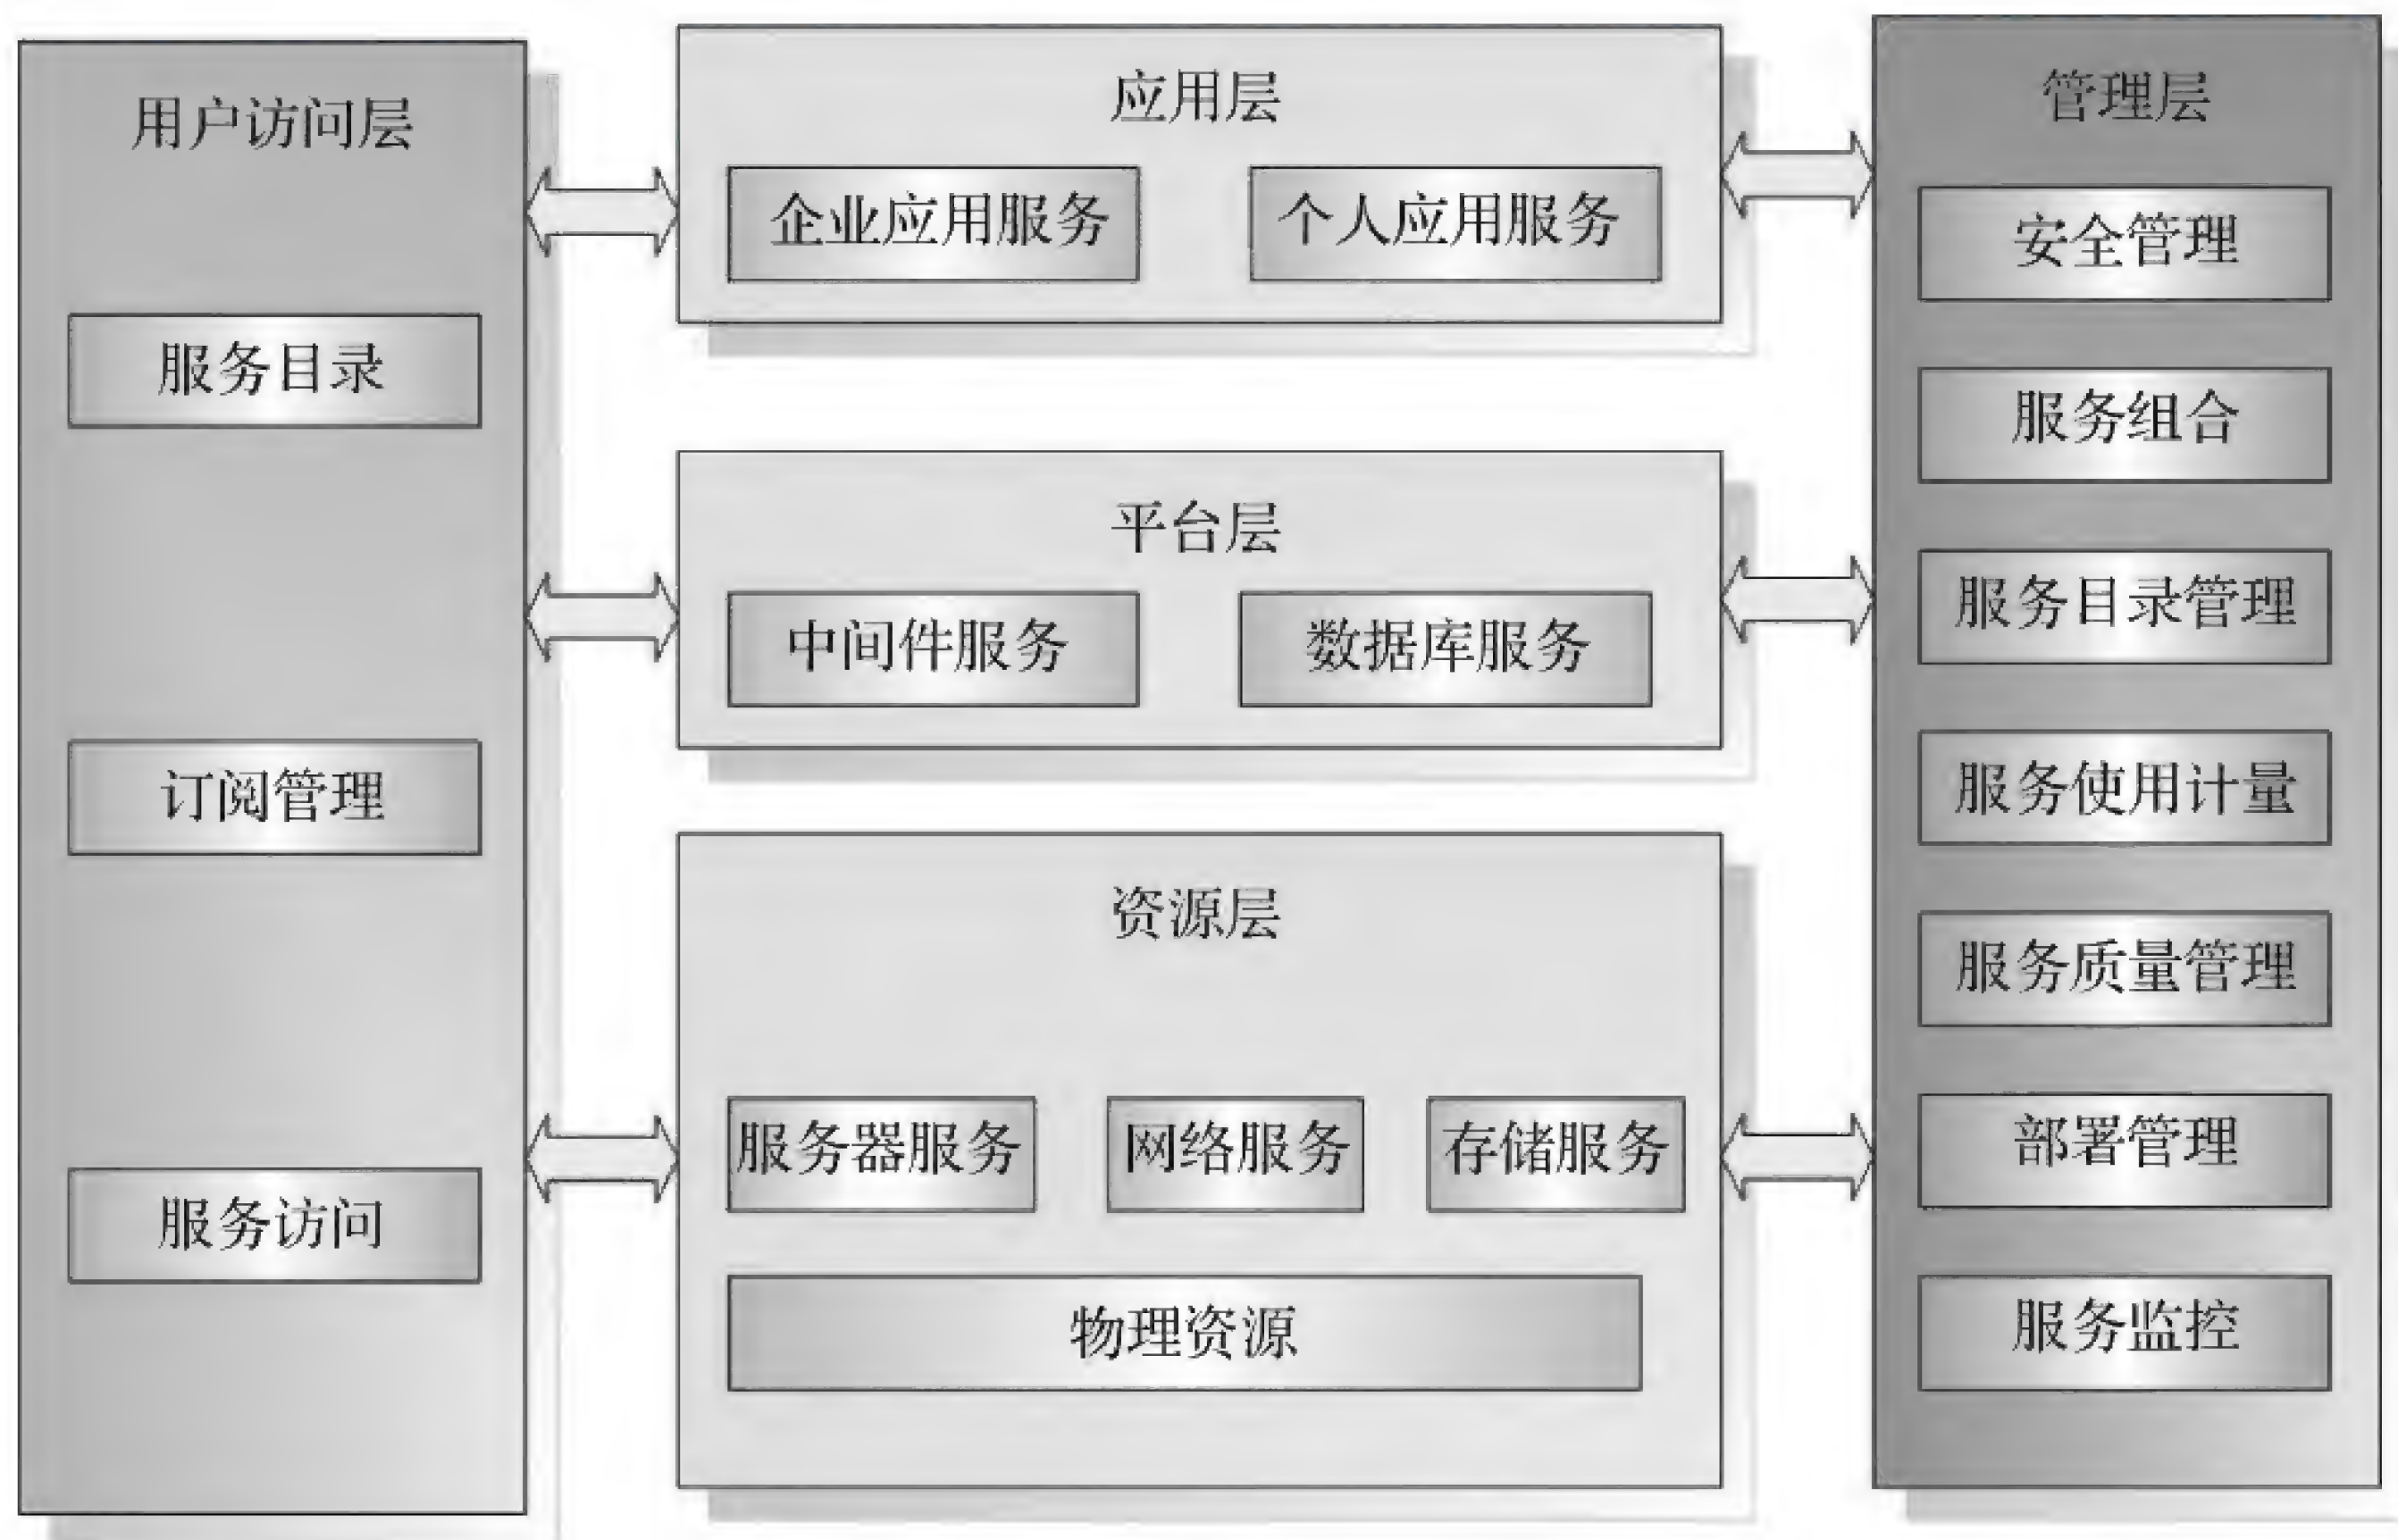 用户访问层
服务目录
订阅管理
服务访问
应用层
企业应用服务
个人应用服务
平台层
中间件服务
数据库服务
资源层
服务器服务
网络服务
存储服务
物理资源
管理层
安全管理
服务组合
服务目录管理
服务使用计量
服务质量管理
部署管理
服务监控